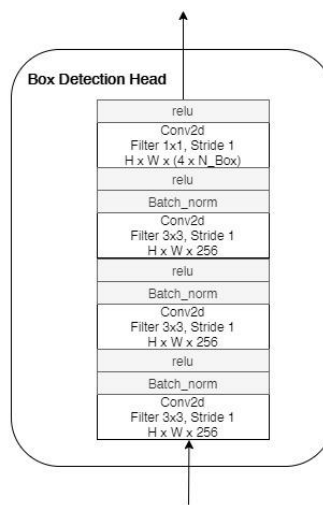 Box Detection Head
relu
Conv2d
Filter 1x1, Stride 1
H x W x (4 x N_Box)
relu
Batch_norm
Conv2d
Filter 3x3, Stride 1
H x W x 256
relu
Batch_norm
Conv2d
Filter 3x3, Stride 1
H x W x 256
relu
Batch_norm
Conv2d
Filter 3x3, Stride 1
H x W x 256